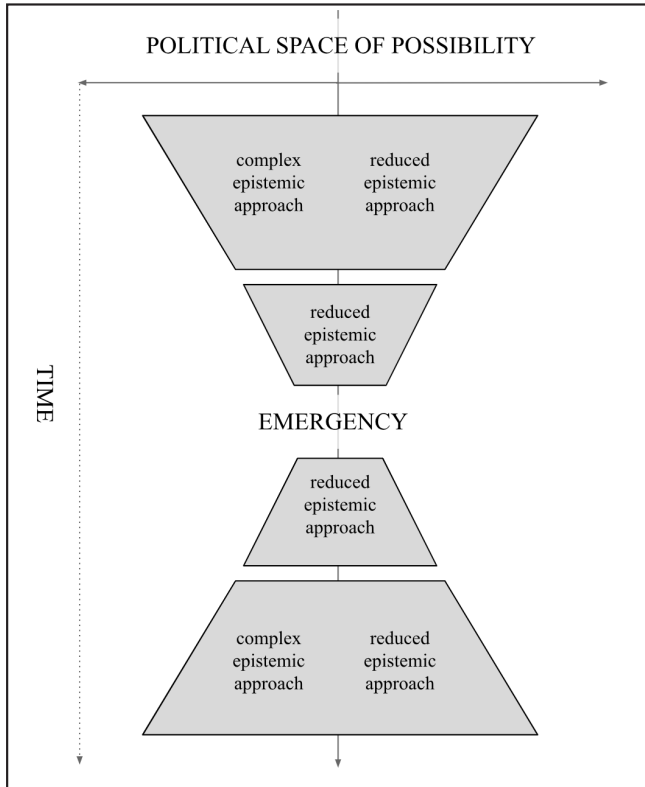 POLITICAL SPACE OF POSSIBILITY
complex
epistemic
approach
reduced
epistemic
approach
reduced
epistemic
approach
TIME
EMERGENCY
reduced
epistemic
approach
complex
epistemic
approach
reduced
epistemic
approach